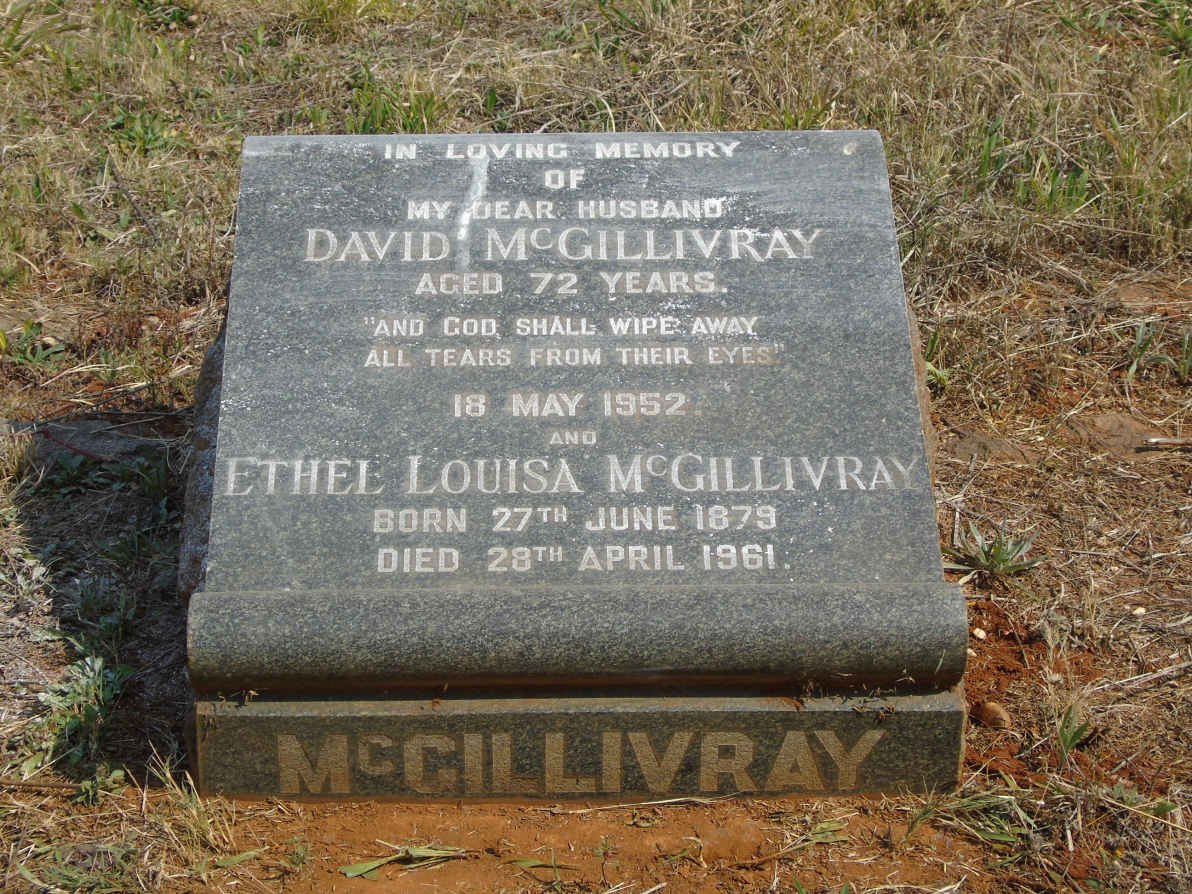 IN LOVING MEMORY
OF
MY DEAR HUSBAND
DAVID McGILLIVRAY
AGED 72 YEARS.
"AND GOD SHALL WIPE AWAY
ALL TEARS FROM THEIR EYES."
18 MAY 1952.
AND
ETHEL LOUISA McGILLIVRAY
BORN 27TH JUNE 1879
DIED 28TH APRIL 1961.
McGILLIVRAY